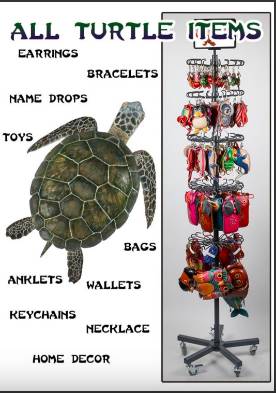 ALL TURTLE ITEMS
EARRINGS
BRACELETS
NAME DROPS
TOYS
BAGS
ANKLETS
WALLETS
KEYCHAINS
NECKLACE
HOME DECOR